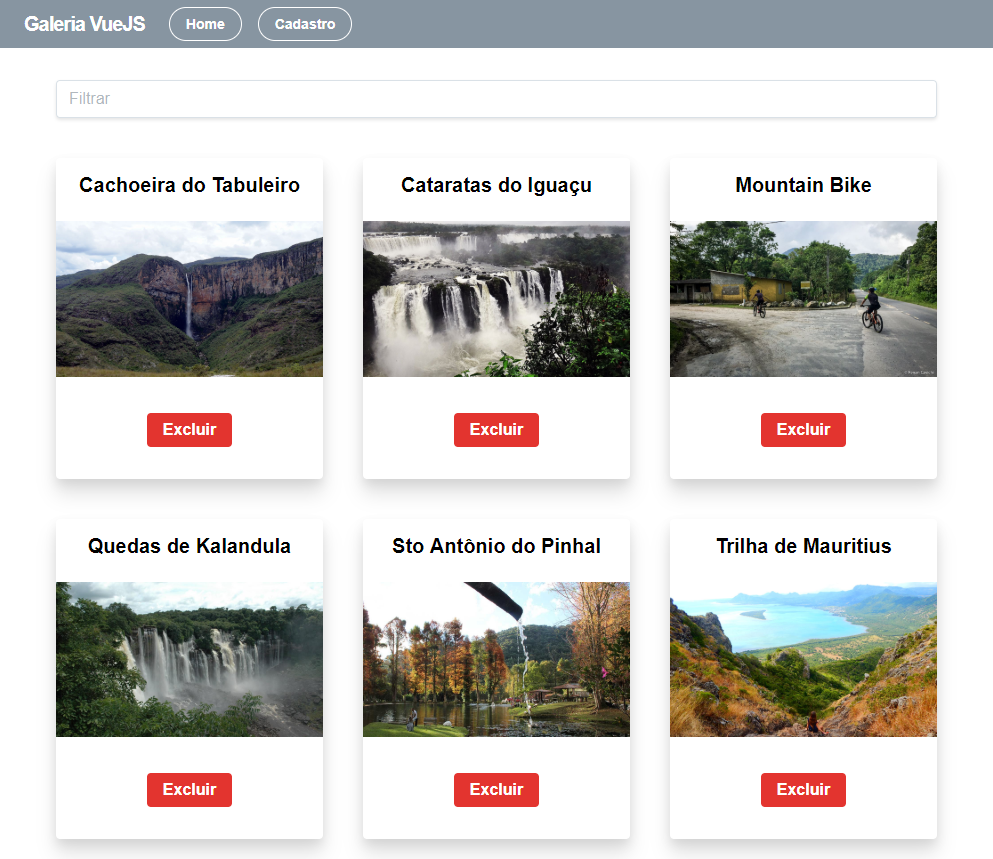 Galeria VueJS Home Cadastro
Filtrar
Cachoeira do Tabuleiro
Cataratas do Iguaçu
Mountain Bike
Excluir
Excluir
Excluir
Quedas de Kalandula
Sto Antônio do Pinhal
Trilha de Mauritius
Excluir
Excluir
Excluir